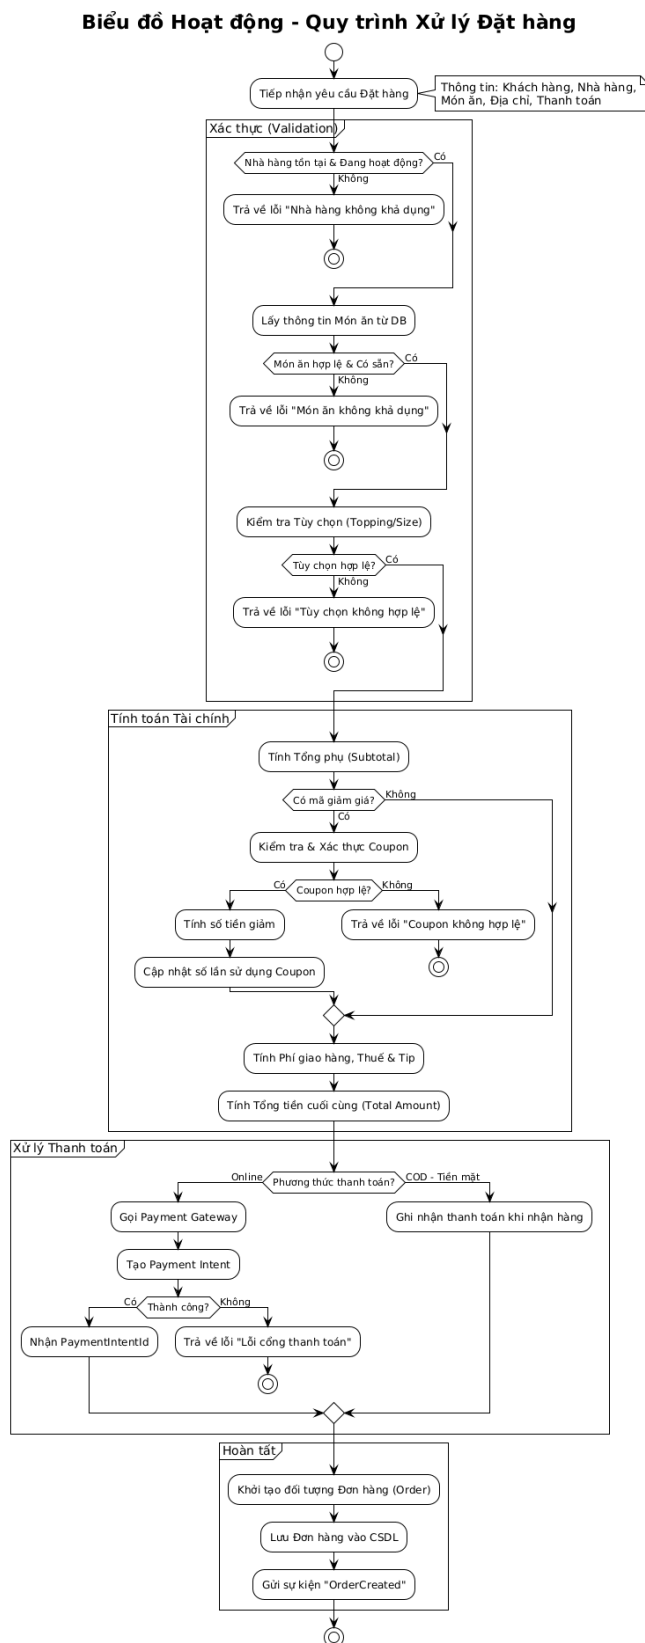 Biểu đồ Hoạt động - Quy trình Xử lý Đặt hàng
Tiếp nhận yêu cầu Đặt hàng
Thông tin: Khách hàng, Nhà hàng,
Món ăn, Địa chỉ, Thanh toán
Xác thực (Validation)
Nhà hàng tồn tại & Đang hoạt động?
Có
Không
Trả về lỗi "Nhà hàng không khả dụng"
Lấy thông tin Món ăn từ DB
Món ăn hợp lệ & Có sẵn?
Có
Không
Trả về lỗi "Món ăn không khả dụng"
Kiểm tra Tùy chọn (Topping/Size)
Tùy chọn hợp lệ?
Có
Không
Trả về lỗi "Tùy chọn không hợp lệ"
Tính toán Tài chính
Tính Tổng phụ (Subtotal)
Có mã giảm giá?
Không
Có
Kiểm tra & Xác thực Coupon
Có
Coupon hợp lệ?
Không
Tính số tiền giảm
Trả về lỗi "Coupon không hợp lệ"
Cập nhật số lần sử dụng Coupon
Tính Phí giao hàng, Thuế & Tip
Tính Tổng tiền cuối cùng (Total Amount)
Xử lý Thanh toán
Online
Phương thức thanh toán?
COD - Tiền mặt
Gọi Payment Gateway
Ghi nhận thanh toán khi nhận hàng
Tạo Payment Intent
Có
Thành công?
Không
Nhận PaymentIntentId
Trả về lỗi "Lỗi cổng thanh toán"
Hoàn tất
Khởi tạo đối tượng Đơn hàng (Order)
Lưu Đơn hàng vào CSDL
Gửi sự kiện "OrderCreated"